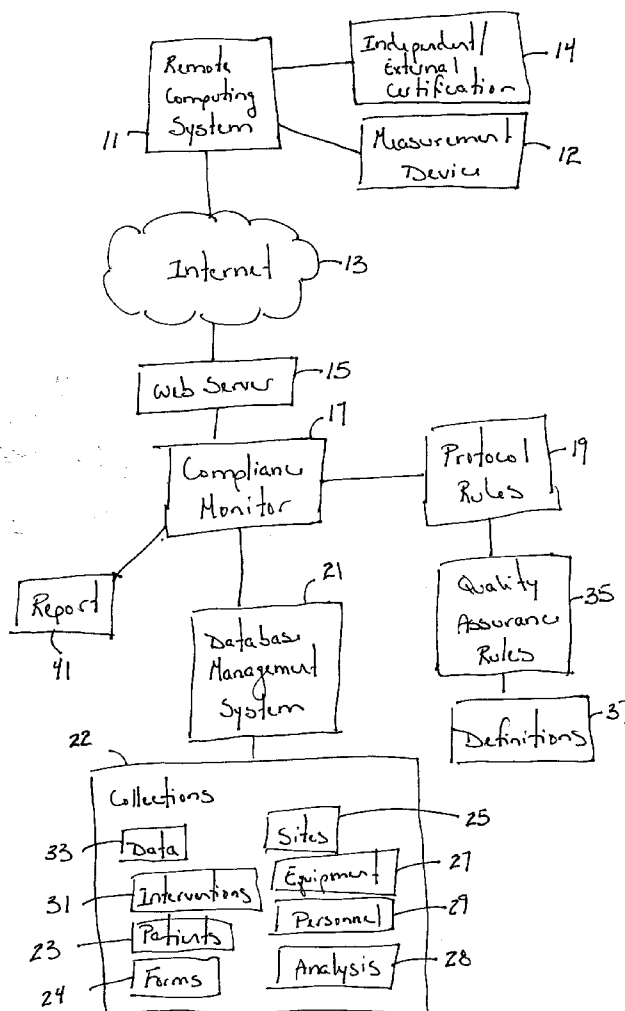 Remote
Computing
System
11
Independent/
External
Certification
14
Measurement
Device
12
Internet
13
Web Server
15
17
Compliance
Monitor
Protocol
Rules
19
Report
41
21
Database
Management
System
Quality
Assurance
Rules
35
Definitions
37
22
Collections
33
Data
Sites
25
31
Interventions
Equipment
27
23
Patients
Personnel
29
24
Forms
Analysis
28